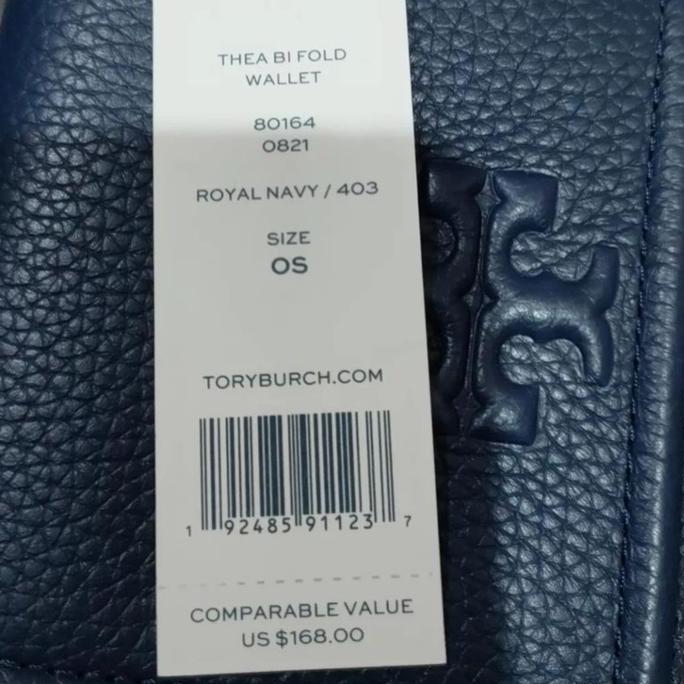 THEA BI FOLD
WALLET
80164
0821
ROYAL NAVY / 403
SIZE
OS
TORYBURCH.COM
1 92485 91123 7
COMPARABLE VALUE
US $168.00